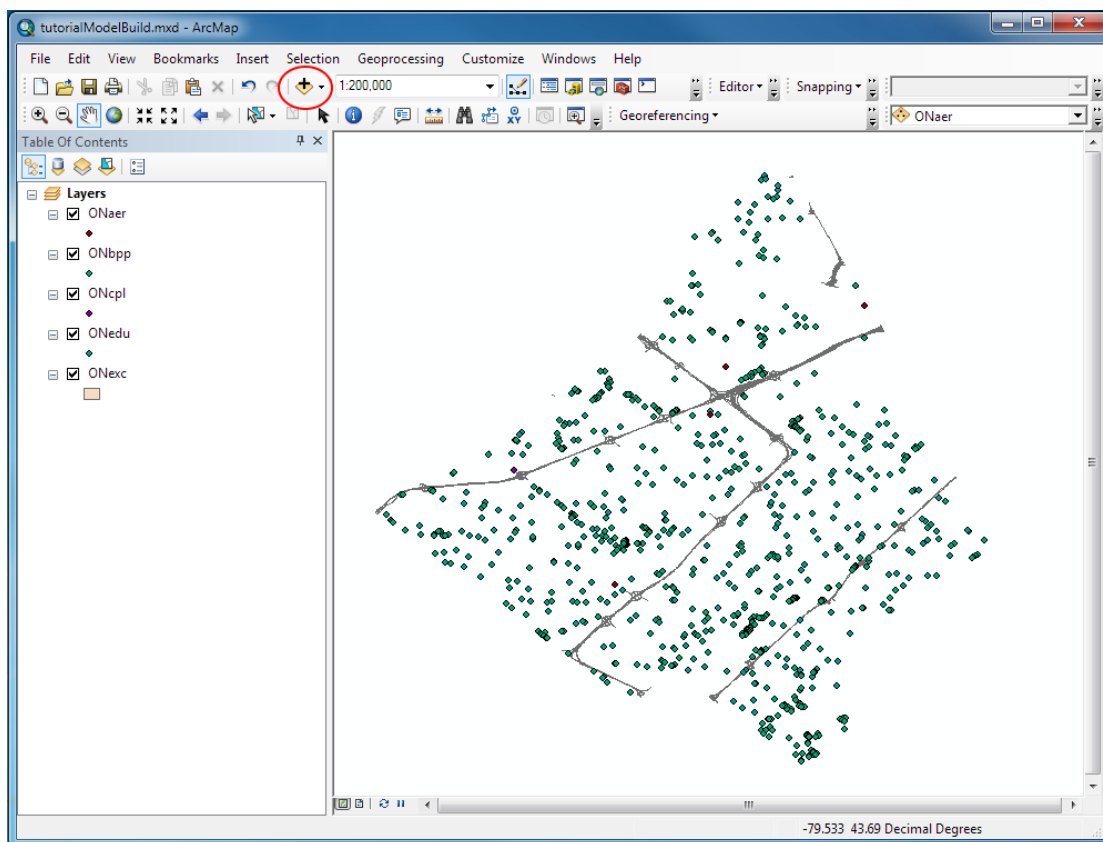 tutorialModelBuild.mxd - ArcMap
File Edit View Bookmarks Insert Selection Geoprocessing Customize Windows Help
1:200,000 Editor Snapping
Georeferencing ONaer
Table Of Contents
Layers
ONaer
ONbpp
ONcpl
ONedu
ONexc
-79.533 43.69 Decimal Degrees